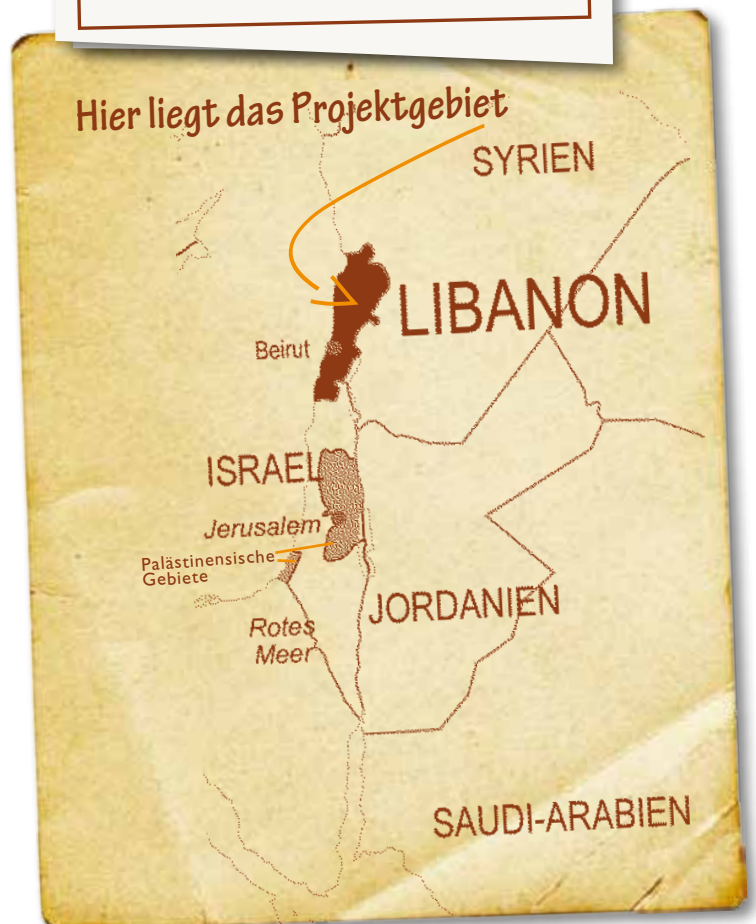 Hier liegt das Projektgebiet
SYRIEN
LIBANON
Beirut
ISRAEL
Jerusalem
Palästinensische
Gebiete
JORDANIEN
Rotes
Meer
SAUDI-ARABIEN